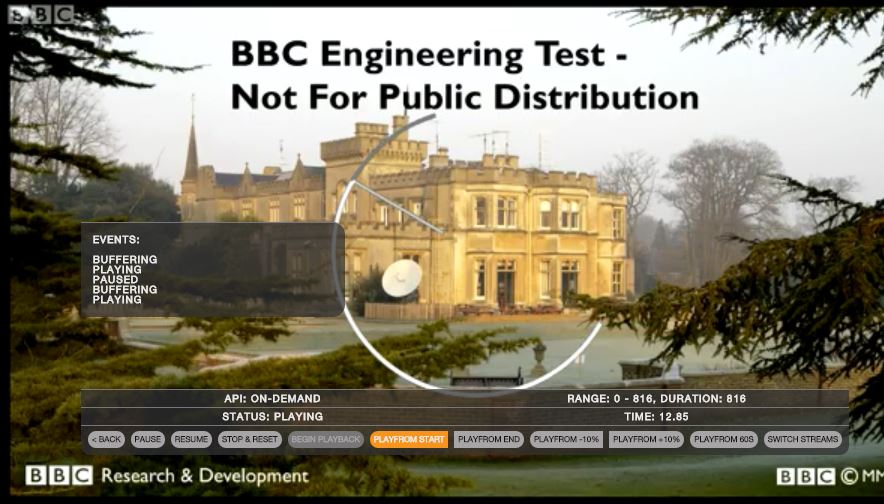 BBC
BBC Engineering Test -
Not For Public Distribution
EVENTS:
BUFFERING
PLAYING
PAUSED
BUFFERING
PLAYING
API: ON-DEMAND
RANGE: 0 - 816, DURATION: 816
STATUS: PLAYING
TIME: 12.85
< BACK PAUSE RESUME STOP & RESET BEGIN PLAYBACK PLAYFROM START PLAYFROM END PLAYFROM -10% PLAYFROM +10% PLAYFROM 60S SWITCH STREAMS
BBC Research & Development
BBC © MM